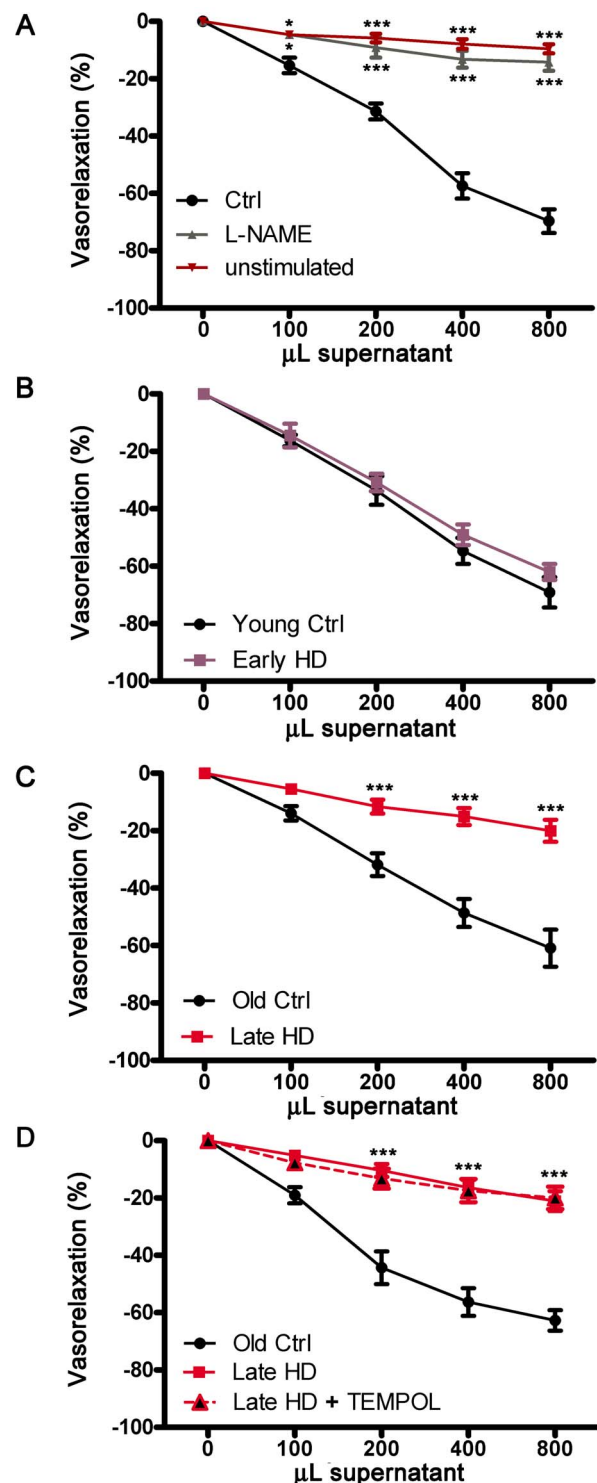 A
Vasorelaxation (%)
0
-20
-40
-60
-80
-100
* *** *** ***
* *** *** ***
Ctrl
L-NAME
unstimulated
0 100 200 400 800
μL supernatant
B
Vasorelaxation (%)
0
-20
-40
-60
-80
-100
Young Ctrl
Early HD
0 100 200 400 800
μL supernatant
C
Vasorelaxation (%)
0
-20
-40
-60
-80
-100
*** *** ***
Old Ctrl
Late HD
0 100 200 400 800
μL supernatant
D
Vasorelaxation (%)
0
-20
-40
-60
-80
-100
*** *** ***
Old Ctrl
Late HD
Late HD + TEMPOL
0 100 200 400 800
μL supernatant